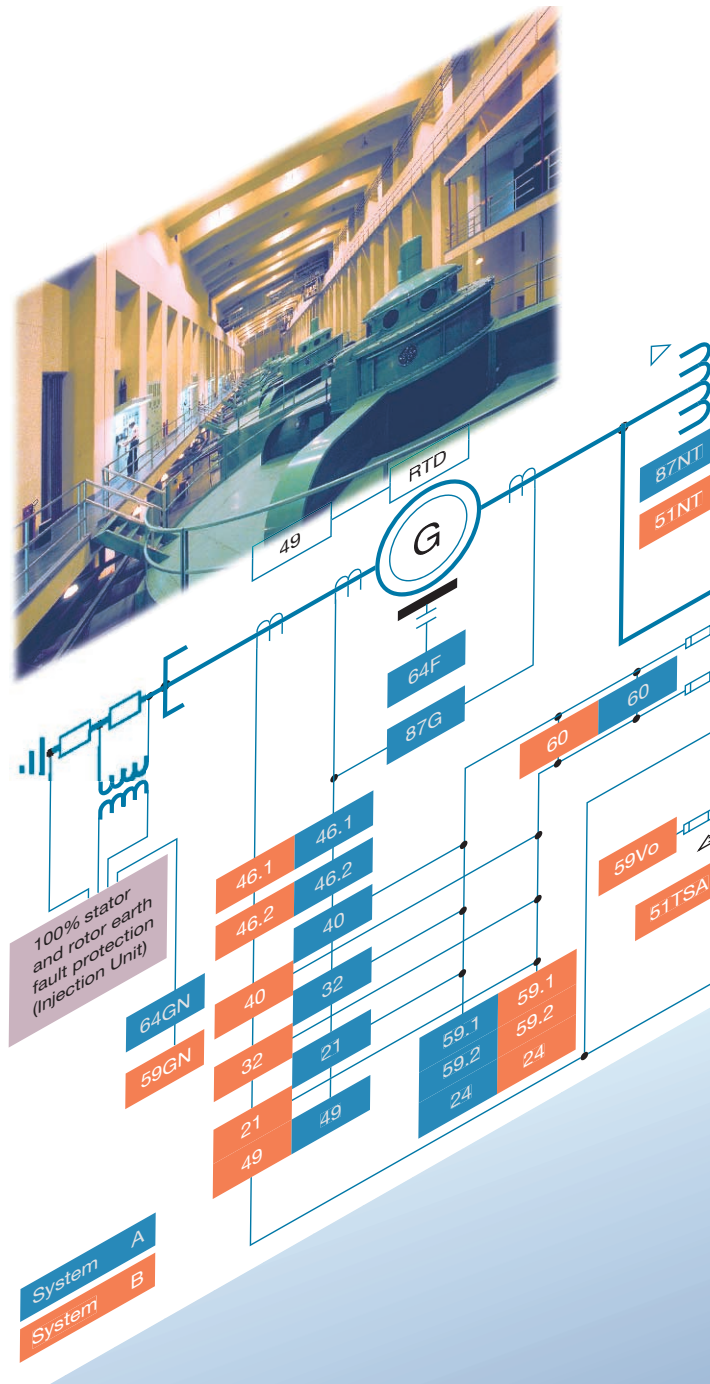 RTD
49
G
87NT
51NT
64F
87G
60
60
46.1
46.1
46.2
46.2
40
40
32
32
21
21
49
49
59Vo
51TSA
100% stator
and rotor earth
fault protection
(Injection Unit)
64GN
59GN
59.1
59.1
59.2
59.2
24
24
System A
System B